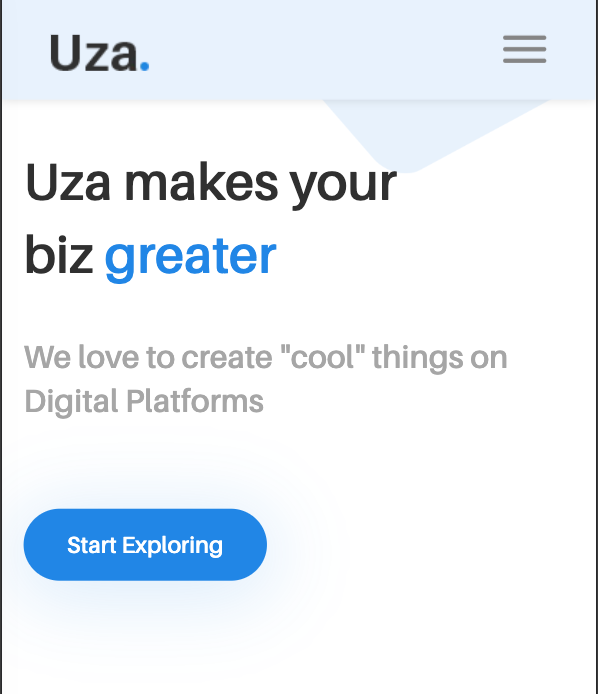 Uza.
Uza makes your
biz greater
We love to create "cool" things on
Digital Platforms
Start Exploring